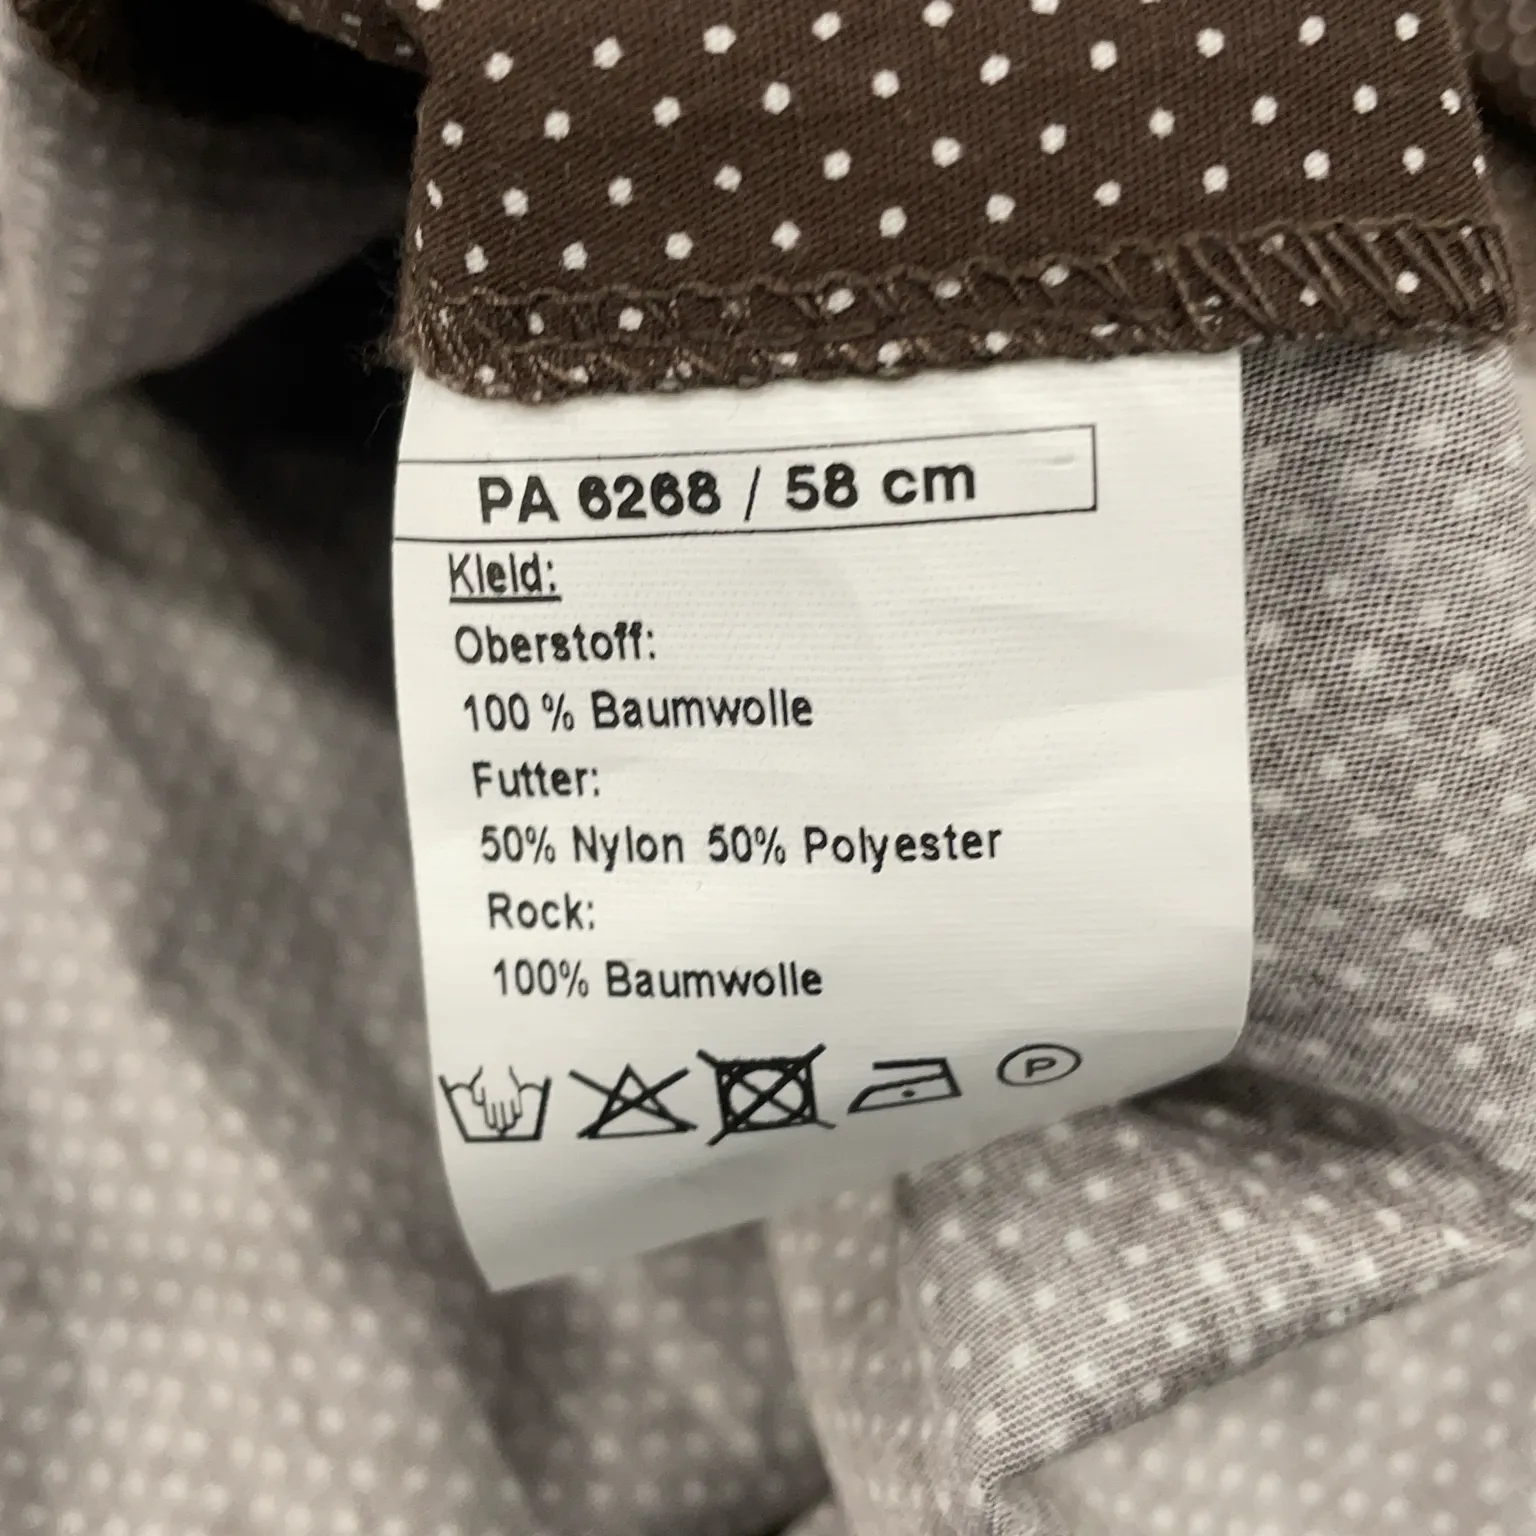 PA 6268 / 58 cm
Kleid:
Oberstoff:
100 % Baumwolle
Futter:
50% Nylon 50% Polyester
Rock:
100% Baumwolle
P